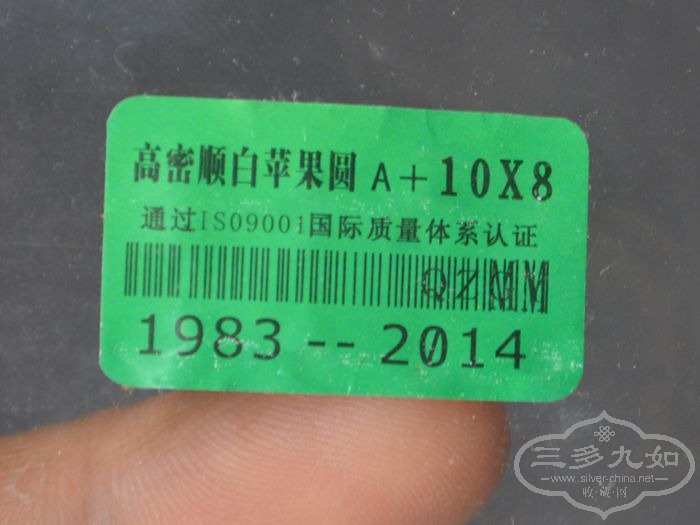 高密顺白苹果圆 A+10X8
通过ISO9001国际质量体系认证
QZMM
1983--2014
三多九如
www.silver-china.net
收·藏·网